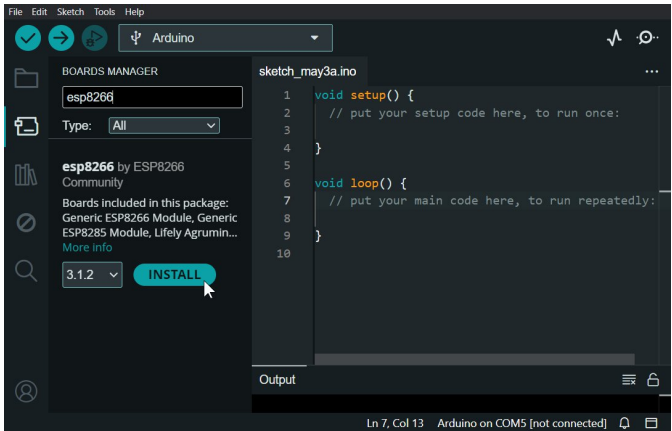 File Edit Sketch Tools Help
Arduino
BOARDS MANAGER
esp8266
Type: All
esp8266 by ESP8266
Community
Boards included in this package:
Generic ESP8266 Module, Generic
ESP8285 Module, Lifely Agrumin...
More info
3.1.2 INSTALL
sketch_may3a.ino
1 void setup() {
2 // put your setup code here, to run once:
3
4 }
5
6 void loop() {
7 // put your main code here, to run repeatedly:
8
9 }
10
Output
Ln 7, Col 13 Arduino on COM5 [not connected]